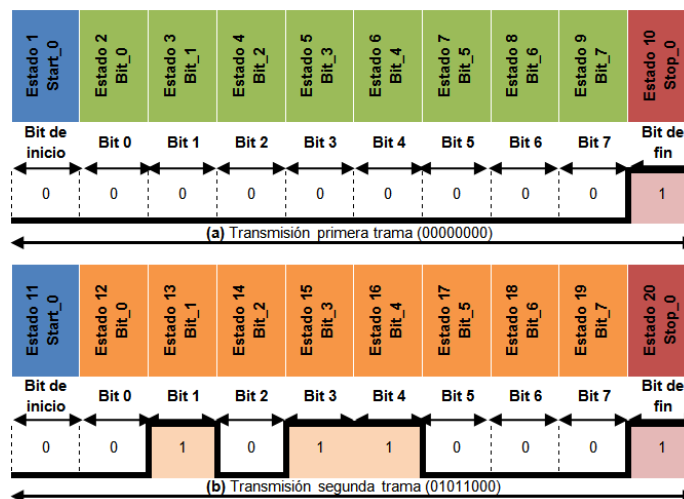 Estado 1 Estado 2 Estado 3 Estado 4 Estado 5 Estado 6 Estado 7 Estado 8 Estado 9 Estado 10
Start_0 Bit_0 Bit_1 Bit_2 Bit_3 Bit_4 Bit_5 Bit_6 Bit_7 Stop_0
Bit de inicio Bit 0 Bit 1 Bit 2 Bit 3 Bit 4 Bit 5 Bit 6 Bit 7 Bit de fin
0 0 0 0 0 0 0 0 0 1
(a) Transmisión primera trama (00000000)
Estado 11 Estado 12 Estado 13 Estado 14 Estado 15 Estado 16 Estado 17 Estado 18 Estado 19 Estado 20
Start_0 Bit_0 Bit_1 Bit_2 Bit_3 Bit_4 Bit_5 Bit_6 Bit_7 Stop_0
Bit de inicio Bit 0 Bit 1 Bit 2 Bit 3 Bit 4 Bit 5 Bit 6 Bit 7 Bit de fin
0 0 1 0 1 1 0 0 0 1
(b) Transmisión segunda trama (01011000)